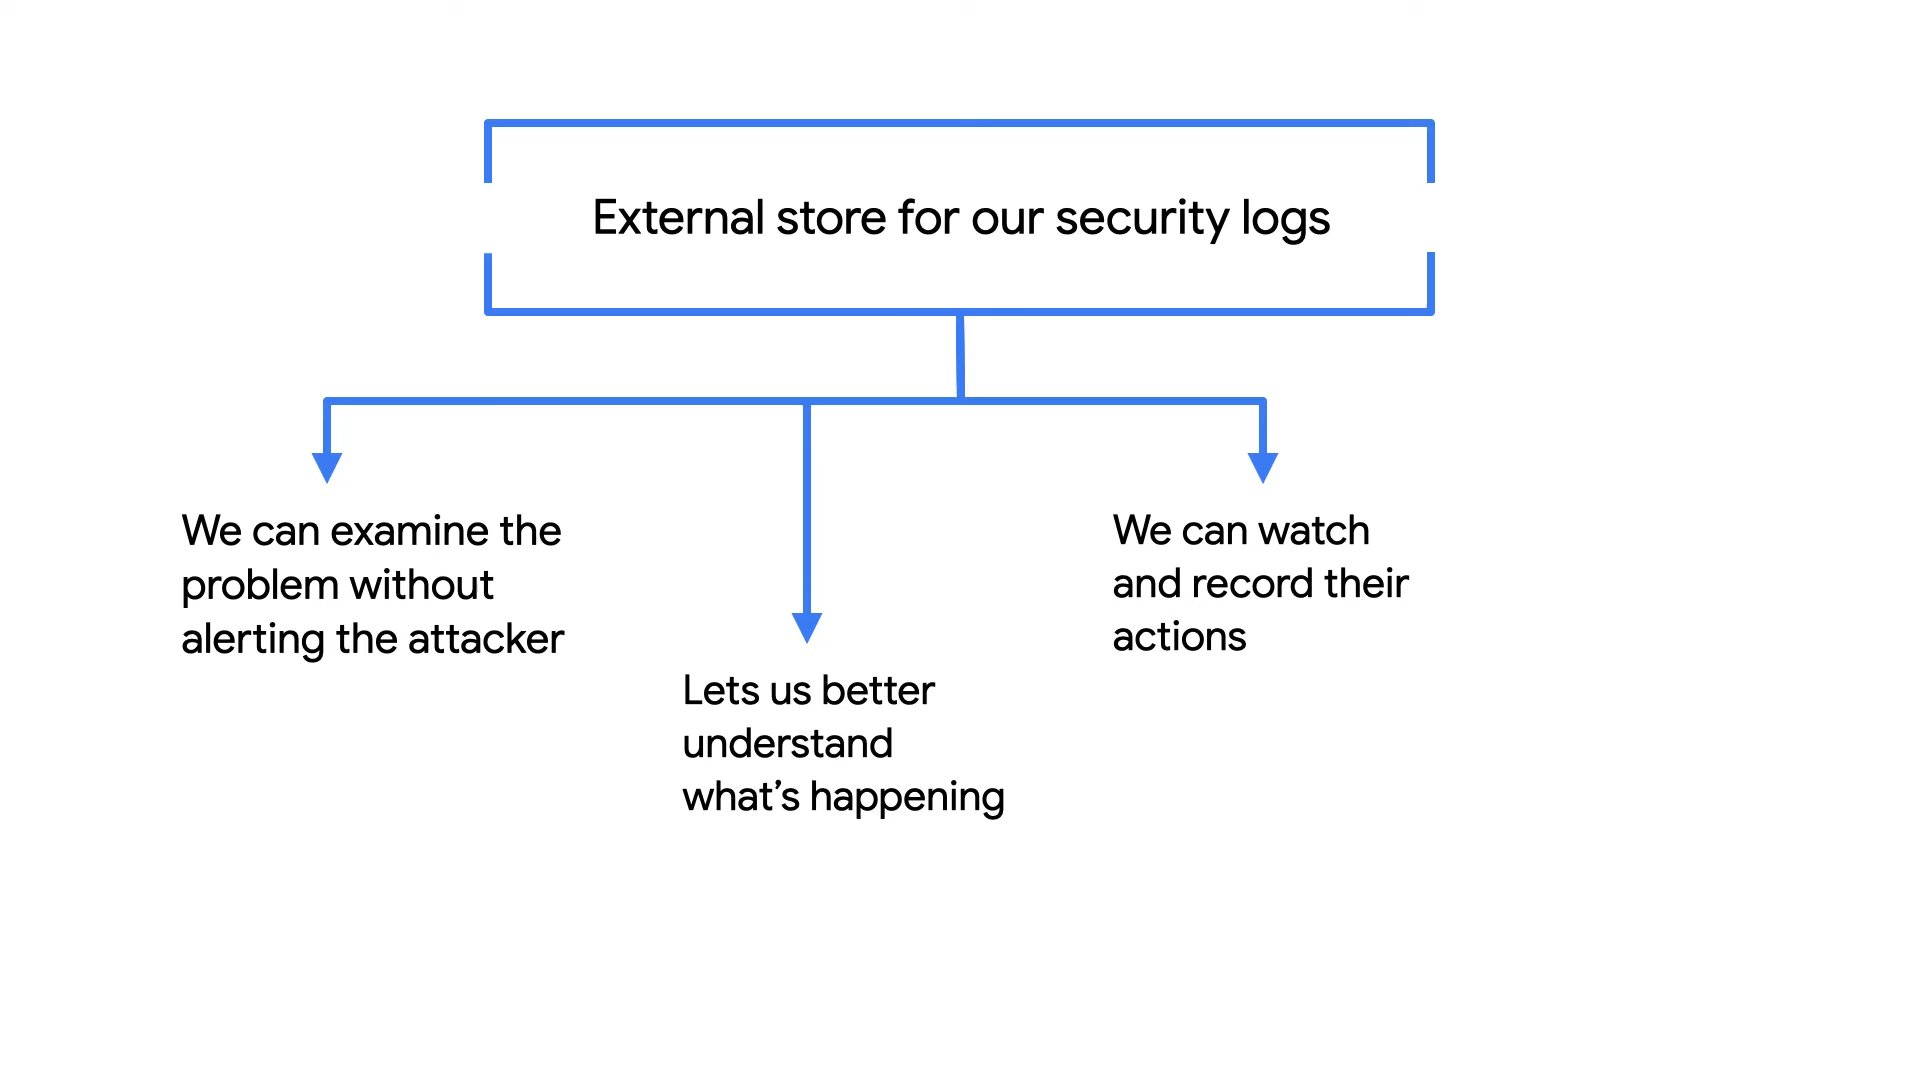 External store for our security logs
We can examine the
problem without
alerting the attacker
Lets us better
understand
what’s happening
We can watch
and record their
actions